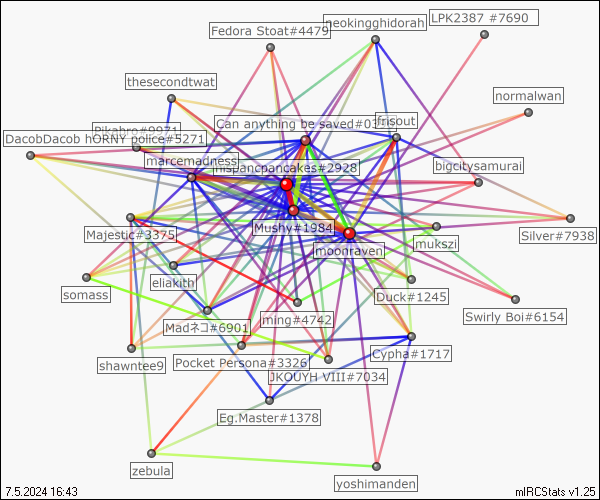 LPK2387 #7690
neokingghidorah
Fedora Stoat#4479
thesecondtwat
normalwan
Can anything be saved#03
frisout
Pikabro#9971
DacobDacob hORNY police#5271
marcemadness
mspancpancakes#2928
bigcitysamurai
Mushy#1984
Majestic#3375
moonraven
mukszi
Silver#7938
eliakith
somass
Duck#1245
Swirly Boi#6154
ming#4742
Madネコ#6901
Cypha#1717
shawntee9
Pocket Persona#3326
JKOUYH VIII#7034
Eg.Master#1378
zebula
yoshimanden
7.5.2024 16:43
mIRCStats v1.25